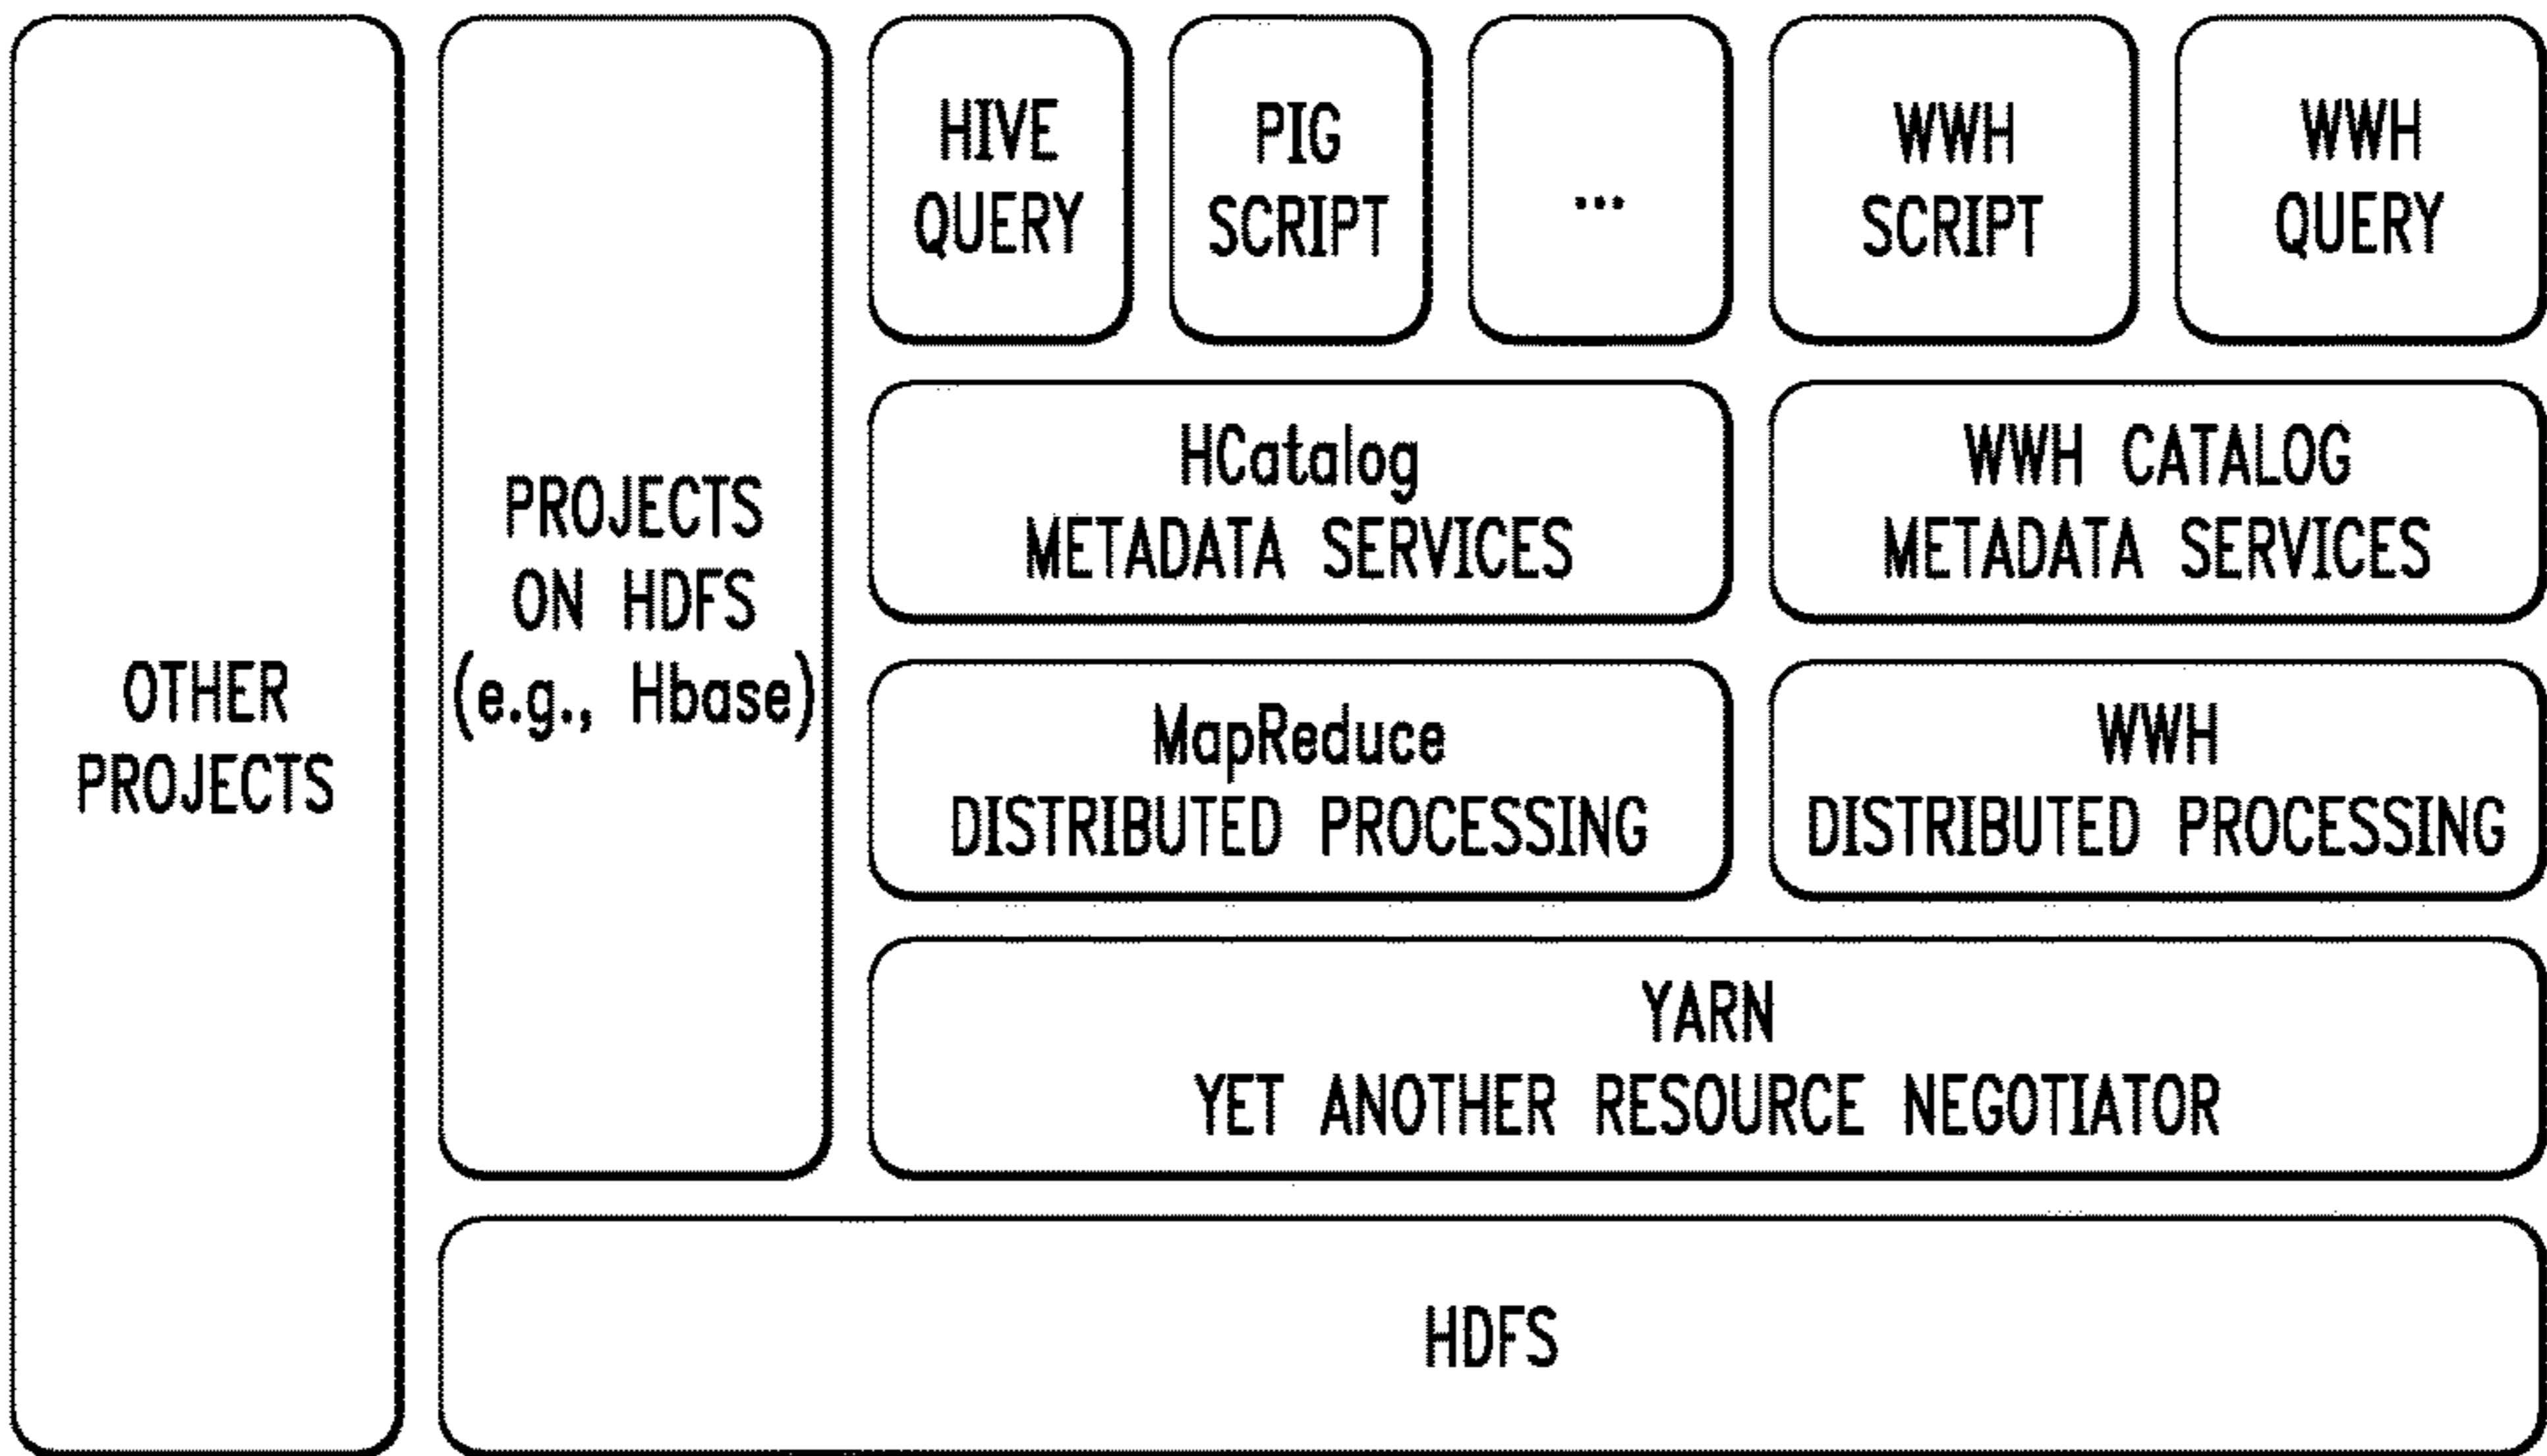 OTHER
PROJECTS
PROJECTS
ON HDFS
(e.g., Hbase)
HIVE
QUERY
PIG
SCRIPT
...
WWH
SCRIPT
WWH
QUERY
HCatalog
METADATA SERVICES
WWH CATALOG
METADATA SERVICES
MapReduce
DISTRIBUTED PROCESSING
WWH
DISTRIBUTED PROCESSING
YARN
YET ANOTHER RESOURCE NEGOTIATOR
HDFS